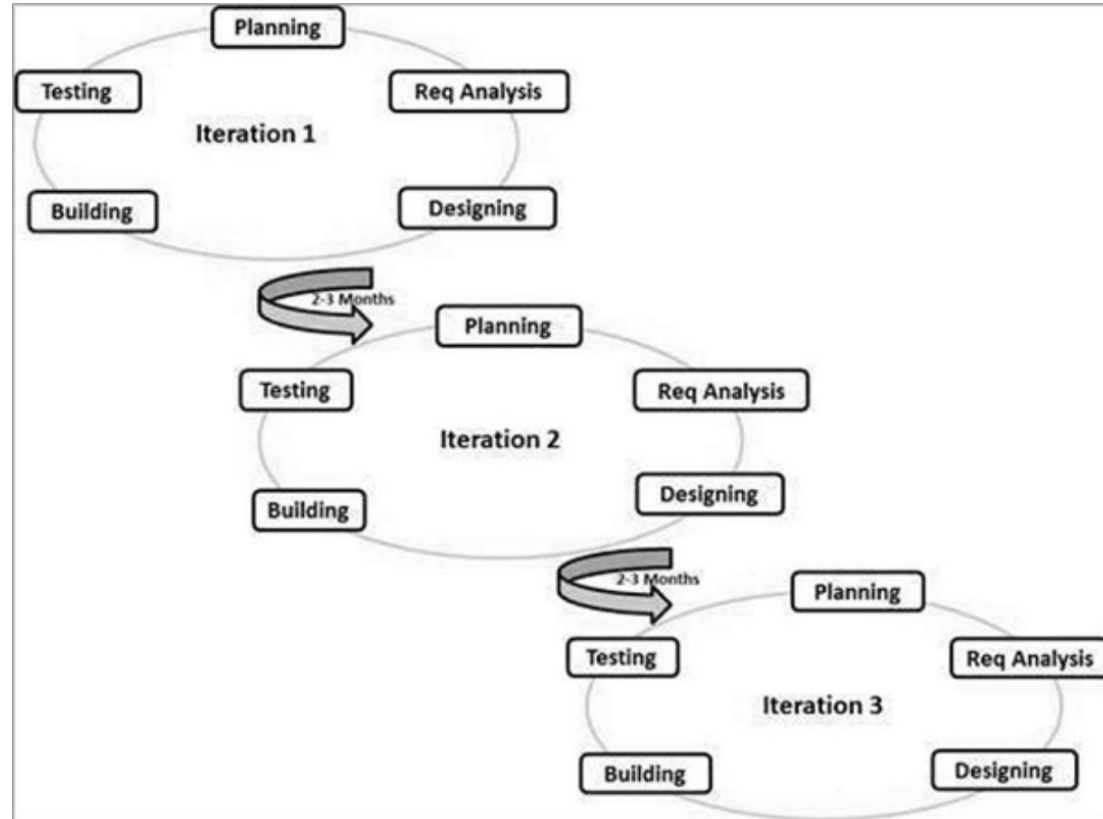 Planning
Testing
Req Analysis
Iteration 1
Building
Designing
2-3 Months
Planning
Testing
Req Analysis
Iteration 2
Building
Designing
2-3 Months
Planning
Testing
Req Analysis
Iteration 3
Building
Designing